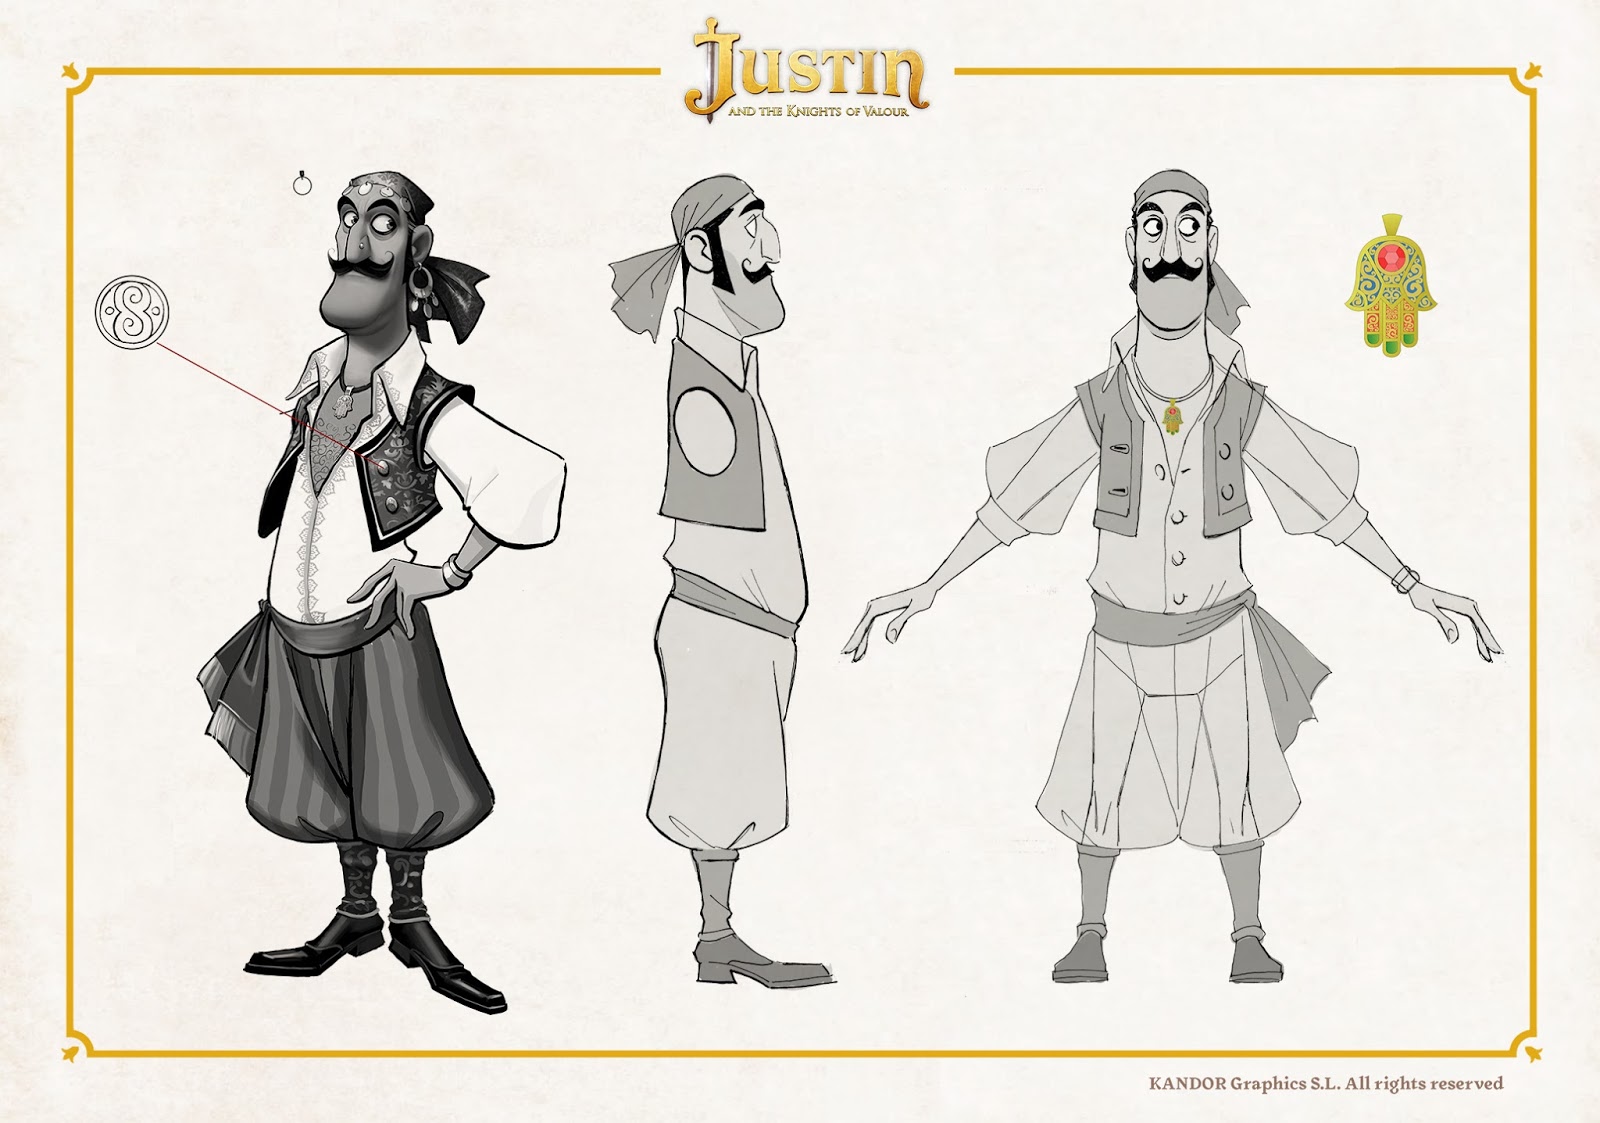 Justin
and the Knights of Valour
KANDOR Graphics S.L. All rights reserved